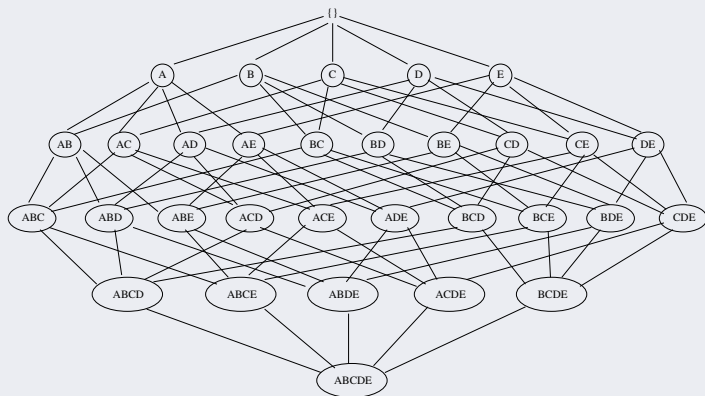 {}
A B C D E
AB AC AD AE BC BD BE CD CE DE
ABC ABD ABE ACD ACE ADE BCD BCE BDE CDE
ABCD ABCE ABDE ACDE BCDE
ABCDE